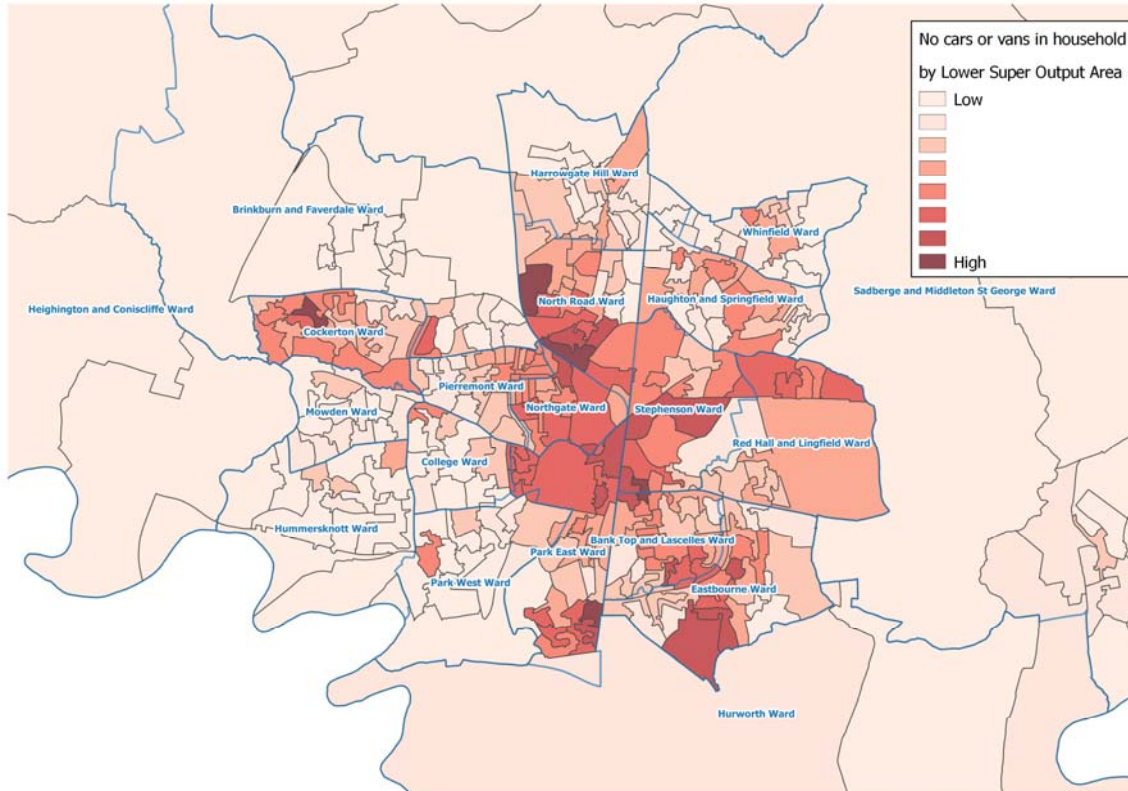 No cars or vans in household
by Lower Super Output Area
Low
High
Harrowgate Hill Ward
Brinkburn and Faverdale Ward
Whinfield Ward
Heighington and Coniscliffe Ward
Sadberge and Middleton St George Ward
North Road Ward
Haughton and Springfield Ward
Cockerton Ward
Pierremont Ward
Mowden Ward
Northgate Ward
Stephenson Ward
Red Hall and Lingfield Ward
College Ward
Hummersknott Ward
Bank Top and Lascelles Ward
Park East Ward
Park West Ward
Eastbourne Ward
Hurworth Ward